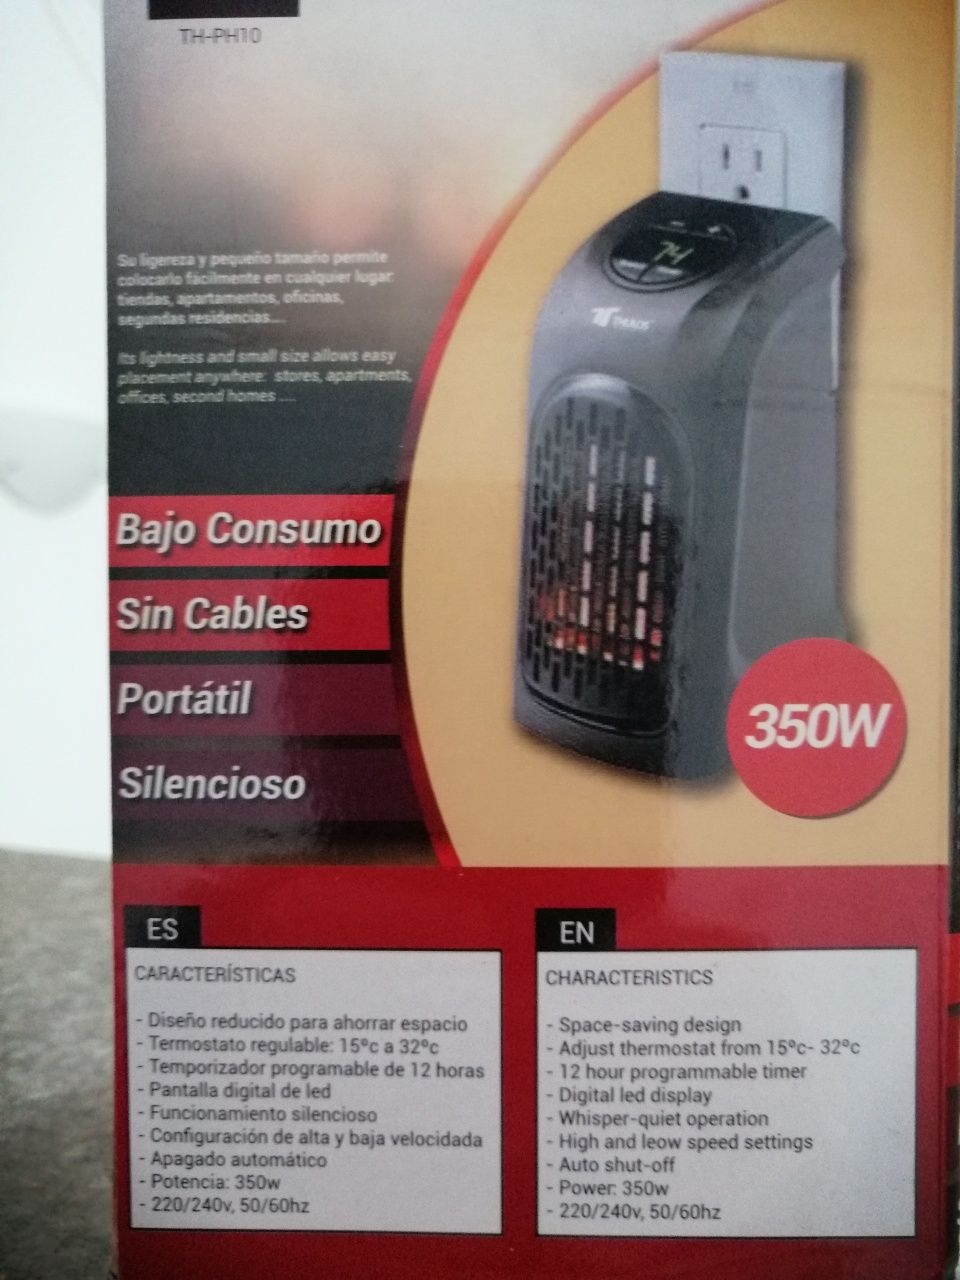 TH-PH10
Su ligereza y pequeño tamaño permite
colocarlo fácilmente en cualquier lugar:
tiendas, apartamentos, oficinas,
segundas residencias....
Its lightness and small size allows easy
placement anywhere: stores, apartments,
offices, second homes ....
74
THULOS
Bajo Consumo
Sin Cables
Portátil
Silencioso
350W
ES
CARACTERÍSTICAS
- Diseño reducido para ahorrar espacio
- Termostato regulable: 15ºc a 32ºc
- Temporizador programable de 12 horas
- Pantalla digital de led
- Funcionamiento silencioso
- Configuración de alta y baja velocidada
- Apagado automático
- Potencia: 350w
- 220/240v, 50/60hz
EN
CHARACTERISTICS
- Space-saving design
- Adjust thermostat from 15ºc- 32ºc
- 12 hour programmable timer
- Digital led display
- Whisper-quiet operation
- High and leow speed settings
- Auto shut-off
- Power: 350w
- 220/240v, 50/60hz